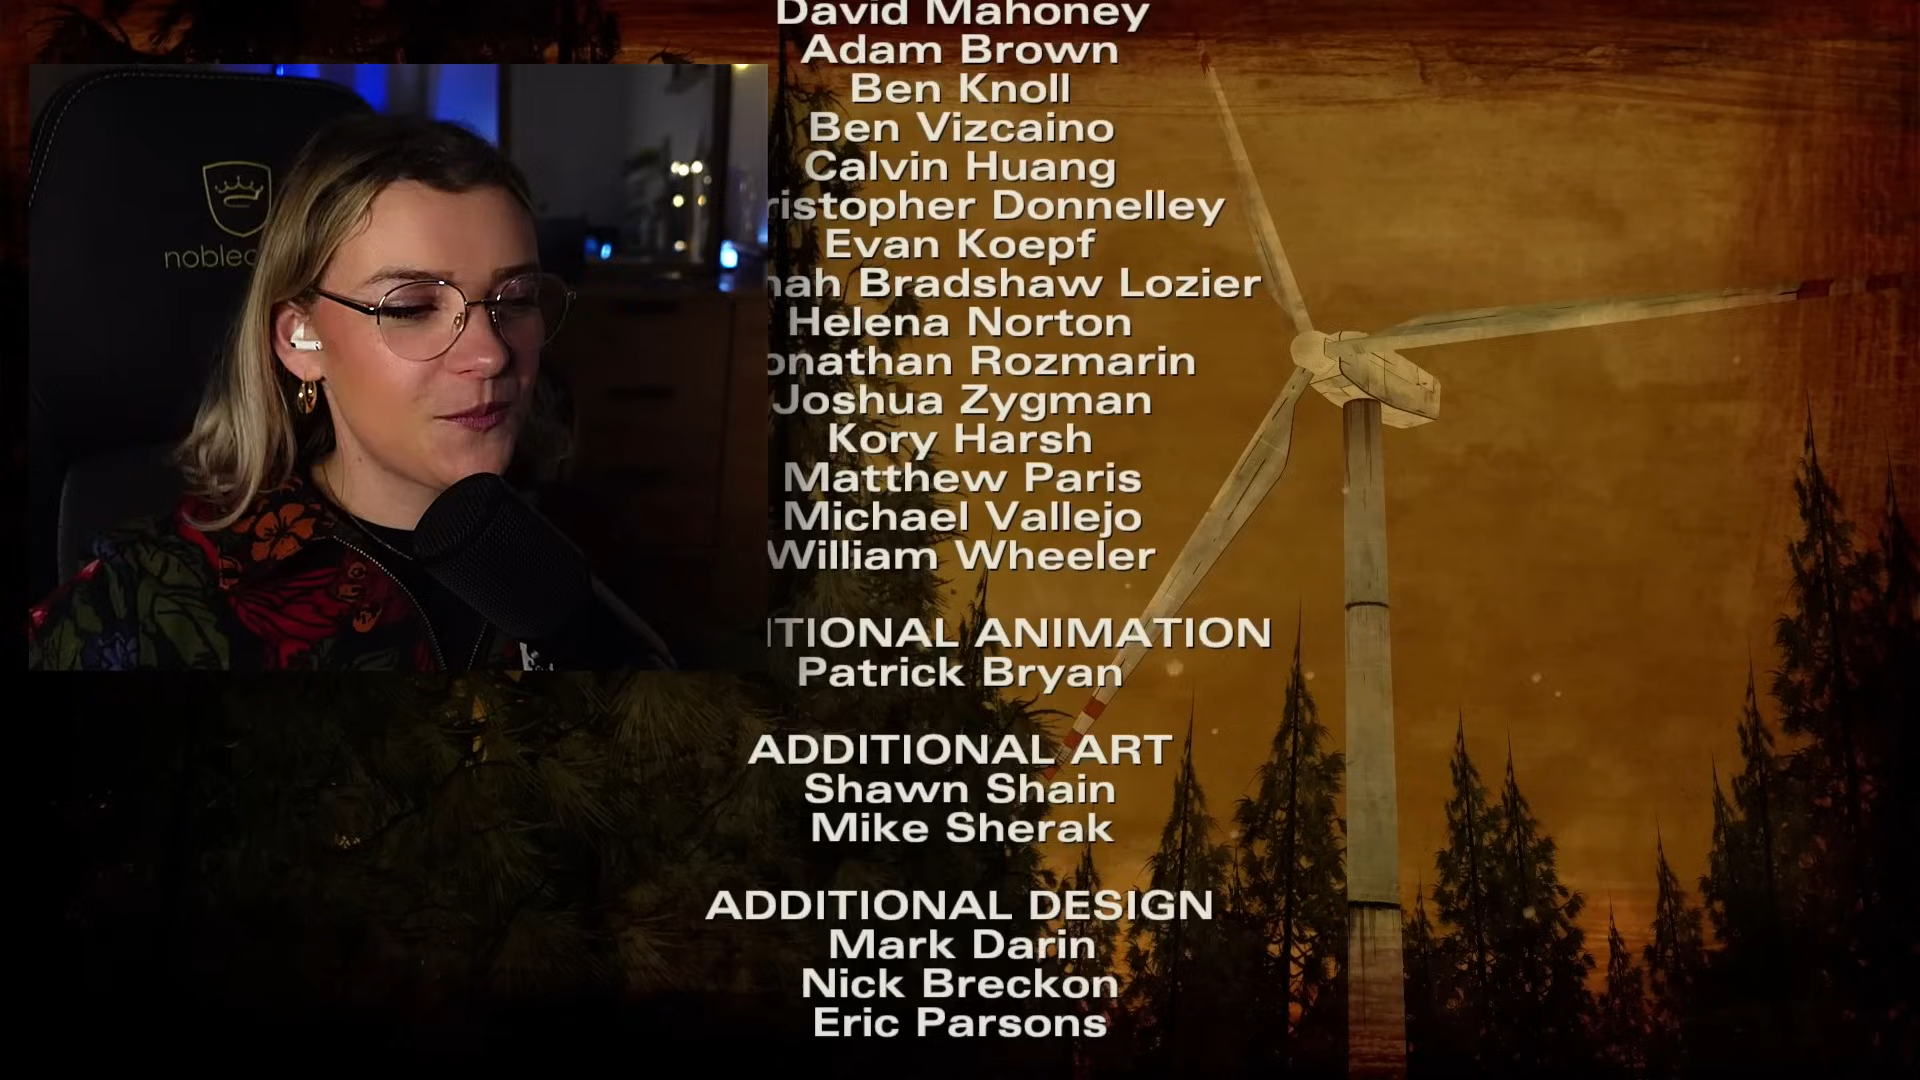 David Mahoney
Adam Brown
Ben Knoll
Ben Vizcaino
Calvin Huang
ristopher Donnelley
Evan Koepf
nah Bradshaw Lozier
Helena Norton
onathan Rozmarin
Joshua Zygman
Kory Harsh
Matthew Paris
Michael Vallejo
William Wheeler
ITIONAL ANIMATION
Patrick Bryan
ADDITIONAL ART
Shawn Shain
Mike Sherak
ADDITIONAL DESIGN
Mark Darin
Nick Breckon
Eric Parsons
noblec